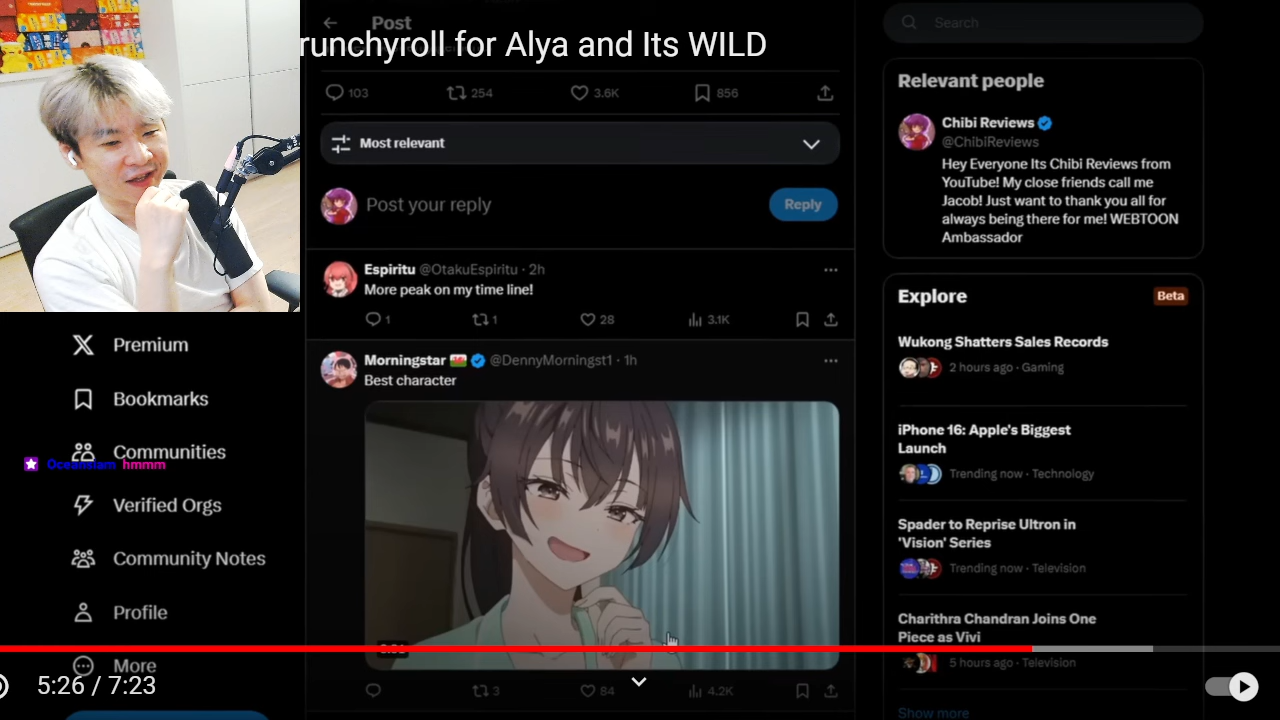 Post
runchyroll for Alya and Its WILD
103 254 3.6K 856
Most relevant
Post your reply
Reply
Espiritu @OtakuEspiritu · 2h
More peak on my time line!
1 1 28 3.1K
Morningstar @DennyMorningst1 · 1h
Best character
3 84 4.2K
Premium
Bookmarks
Communities
Oceansiam hmmm
Verified Orgs
Community Notes
Profile
More
5:26 / 7:23
Search
Relevant people
Chibi Reviews
@ChibiReviews
Hey Everyone Its Chibi Reviews from
YouTube! My close friends call me
Jacob! Just want to thank you all for
always being there for me! WEBTOON
Ambassador
Explore
Beta
Wukong Shatters Sales Records
2 hours ago · Gaming
iPhone 16: Apple's Biggest
Launch
Trending now · Technology
Spader to Reprise Ultron in
'Vision' Series
Trending now · Television
Charithra Chandran Joins One
Piece as Vivi
5 hours ago · Television
Show more